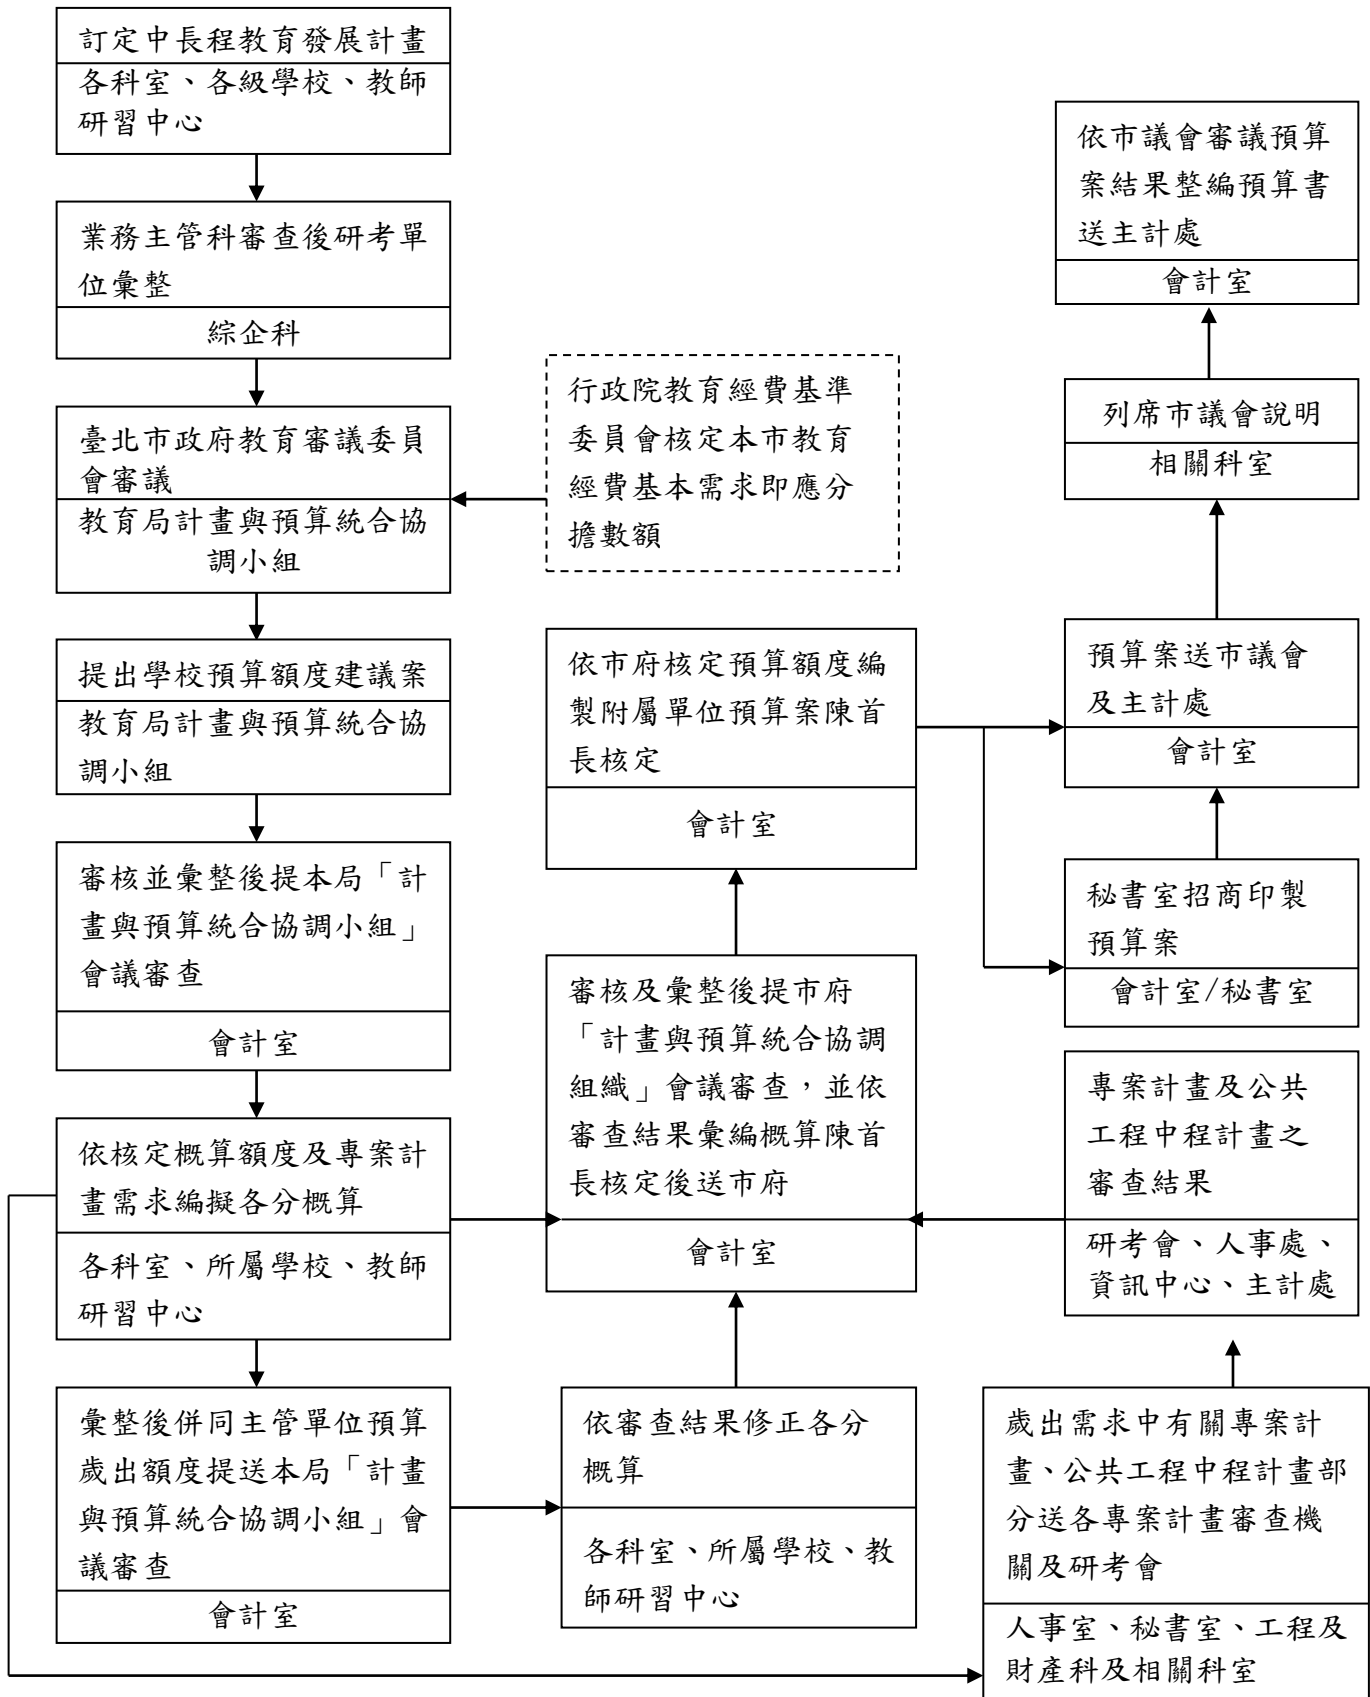 訂定中長程教育發展計畫
各科室、各級學校、教師
研習中心
業務主管科審查後研考單
位彙整
綜企科
臺北市政府教育審議委員
會審議
教育局計畫與預算統合協
調小組
行政院教育經費基準
委員會核定本市教育
經費基本需求即應分
擔數額
提出學校預算額度建議案
教育局計畫與預算統合協
調小組
審核並彙整後提本局「計
畫與預算統合協調小組」
會議審查
會計室
依核定概算額度及專案計
畫需求編擬各分概算
各科室、所屬學校、教師
研習中心
彙整後併同主管單位預算
歲出額度提送本局「計畫
與預算統合協調小組」會
議審查
會計室
依審查結果修正各分
概算
各科室、所屬學校、教
師研習中心
審核及彙整後提市府
「計畫與預算統合協調
組織」會議審查，並依
審查結果彙編概算陳首
長核定後送市府
會計室
依市府核定預算額度編
製附屬單位預算案陳首
長核定
會計室
依市議會審議預算
案結果整編預算書
送主計處
會計室
列席市議會說明
相關科室
預算案送市議會
及主計處
會計室
秘書室招商印製
預算案
會計室/秘書室
專案計畫及公共
工程中程計畫之
審查結果
研考會、人事處、
資訊中心、主計處
歲出需求中有關專案計
畫、公共工程中程計畫部
分送各專案計畫審查機
關及研考會
人事室、秘書室、工程及
財產科及相關科室